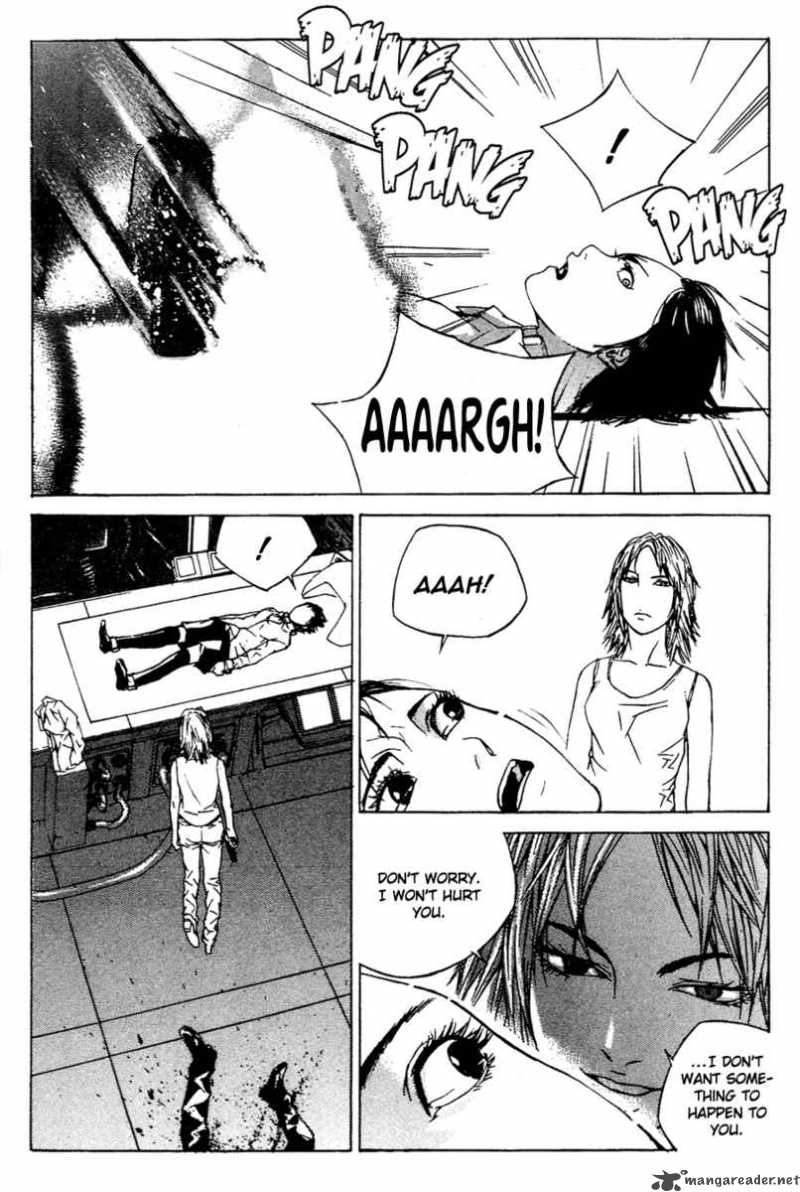 PANG
PANG
!
PANG
AAAARGH!
!
AAAH!
DON'T WORRY.
I WON'T HURT
YOU.
...I DON'T
WANT SOME-
THING TO
HAPPEN TO
YOU.
mangareader.net